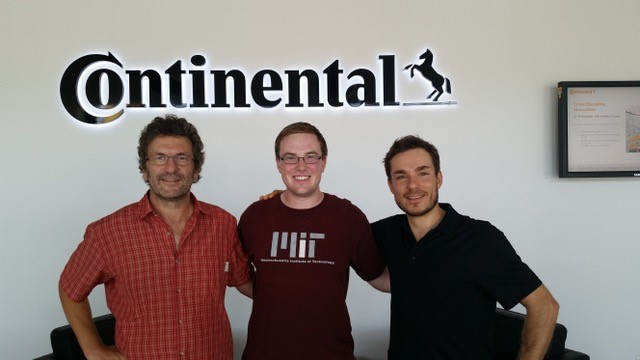 Continental
MIT
Massachusetts Institute of Technology